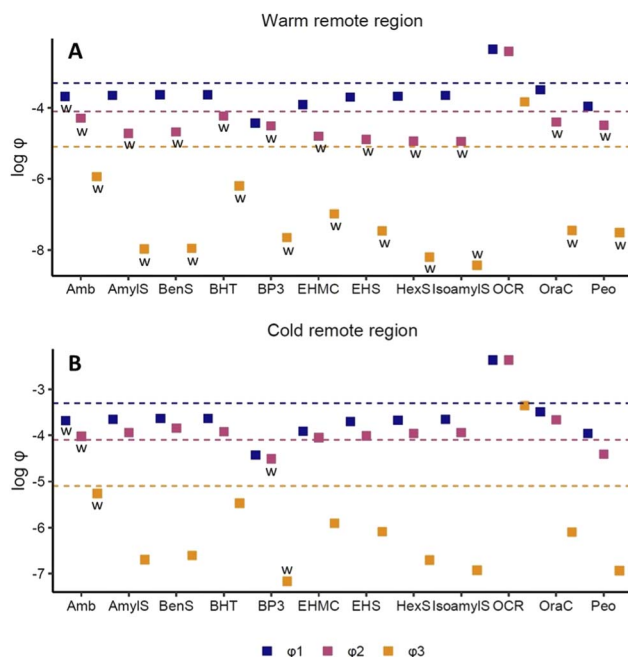 Warm remote region
A
-4
-6
-8
log φ
W W W W W W W W W W W W
W W W W W W W W W W
Amb AmylS BenS BHT BP3 EHMC EHS HexS IsoamylS OCR OraC Peo
Cold remote region
B
-3
-4
-5
-6
-7
log φ
W W W
W W
Amb AmylS BenS BHT BP3 EHMC EHS HexS IsoamylS OCR OraC Peo
φ1 φ2 φ3